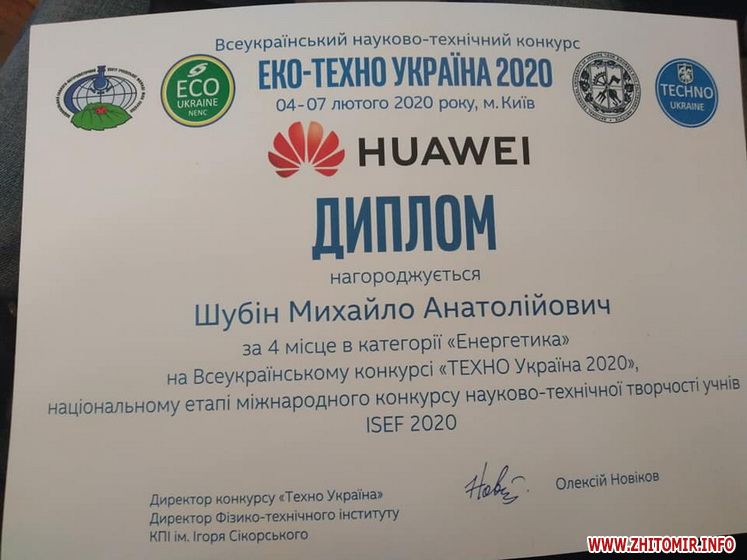 Всеукраїнський науково-технічний конкурс
ЕКО-ТЕХНО УКРАЇНА 2020
04-07 лютого 2020 року, м.Київ
ECO
UKRAINE
NENC
TECHNO
UKRAINE
HUAWEI
ДИПЛОМ
нагороджується
Шубін Михайло Анатолійович
за 4 місце в категорії «Енергетика»
на Всеукраїнському конкурсі «ТЕХНО Україна 2020»,
національному етапі міжнародного конкурсу науково-технічної творчості учнів
ISEF 2020
Директор конкурсу «Техно Україна»
Директор Фізико-технічного інституту
КПІ ім. Ігоря Сікорського
Олексій Новіков
WWW.ZHITOMIR.INFO